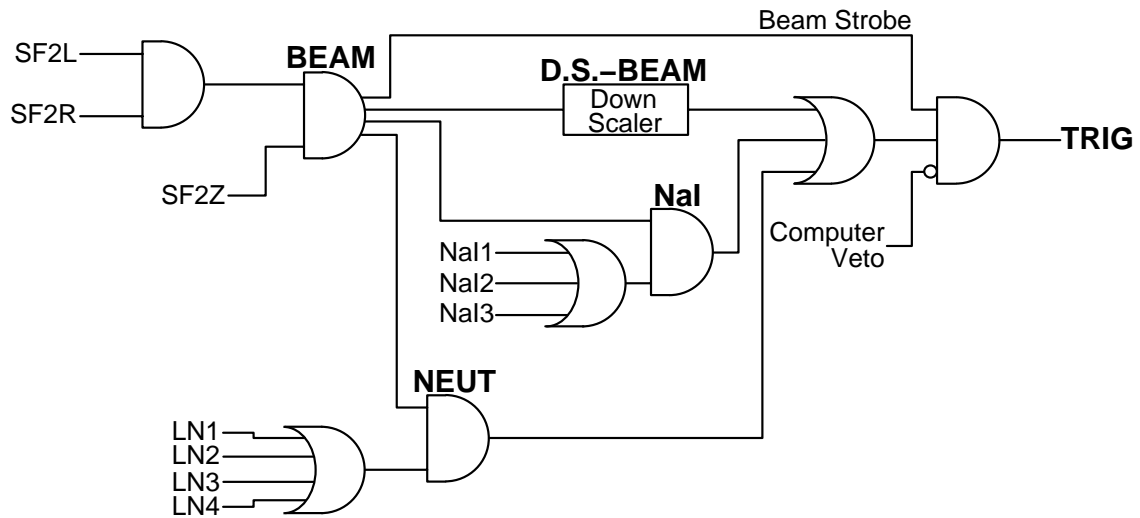 Beam Strobe
SF2L
BEAM
D.S.–BEAM
Down
Scaler
SF2R
TRIG
SF2Z
NaI
Computer
Veto
NaI1
NaI2
NaI3
NEUT
LN1
LN2
LN3
LN4